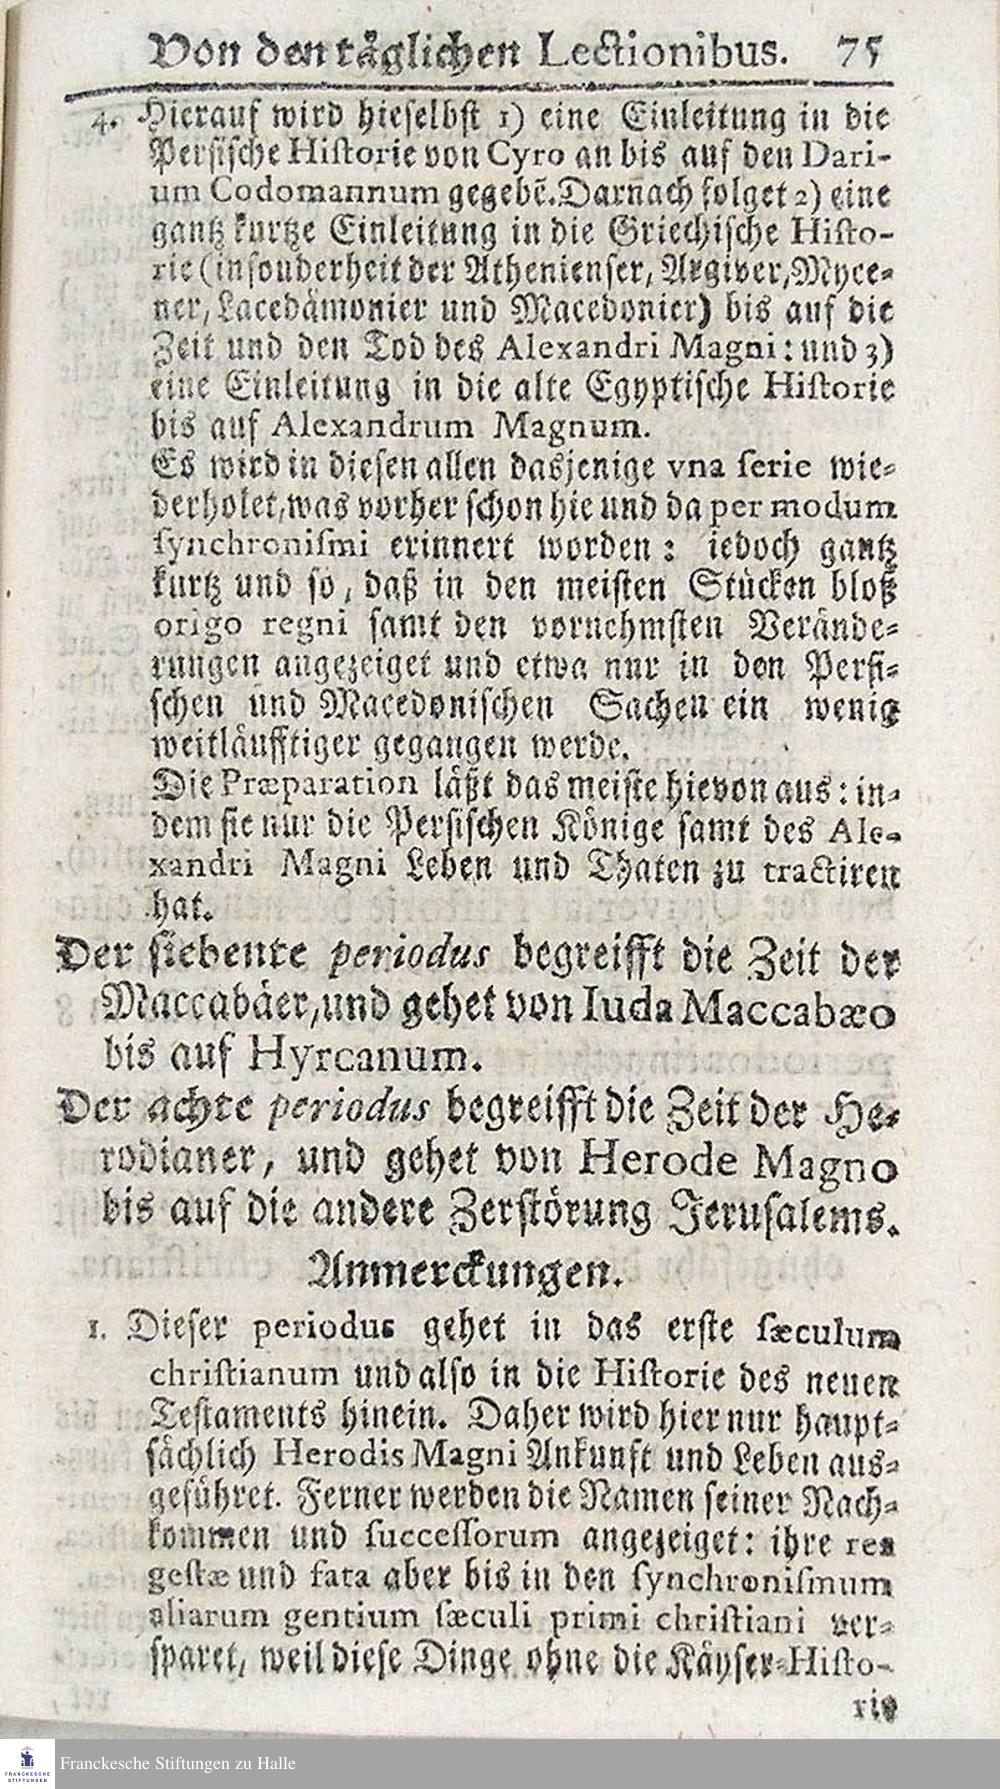 Von den täglichen Lectionibus. 75
4. Hierauf wird hieselbst 1) eine Einleitung in die
Persische Historie von Cyro an bis auf den Dari-
um Codomannum gegebē. Darnach folget 2) eine
gantz kurtze Einleitung in die Griechische Histo-
rie (insonderheit der Athenienser, Argiver, Myce-
ner, Lacedämonier und Macedonier) bis auf die
Zeit und den Tod des Alexandri Magni: und 3)
eine Einleitung in die alte Egyptische Historie
bis auf Alexandrum Magnum.
Es wird in diesen allen dasjenige vna serie wie-
derholet, was vorher schon hie und da per modum
synchronismi erinnert worden: iedoch gantz
kurtz und so, daß in den meisten Stücken bloß
origo regni samt den vornehmsten Verände-
rungen angezeiget und etwa nur in den Persi-
schen und Macedonischen Sachen ein wenig
weitläufftiger gegangen werde.
Die Præparation läßt das meiste hievon aus: in-
dem sie nur die Persischen Könige samt des Ale-
xandri Magni Leben und Thaten zu tractiren
hat.
Der siebente periodus begreifft die Zeit der
Maccabäer, und gehet von Iuda Maccabæo
bis auf Hyrcanum.
Der achte periodus begreifft die Zeit der He-
rodianer, und gehet von Herode Magno
bis auf die andere Zerstörung Jerusalems.
Anmerckungen.
1. Dieser periodus gehet in das erste sæculum
christianum und also in die Historie des neuen
Testaments hinein. Daher wird hier nur haupt-
sächlich Herodis Magni Ankunft und Leben aus-
geführet. Ferner werden die Namen seiner Nach-
kommen und successorum angezeiget: ihre res
gestæ und fata aber bis in den synchronismum
aliarum gentium sæculi primi christiani ver-
sparet, weil diese Dinge ohne die Käyser-Histo-
rie
FRANCKESCHE STIFTUNGEN
Franckesche Stiftungen zu Halle